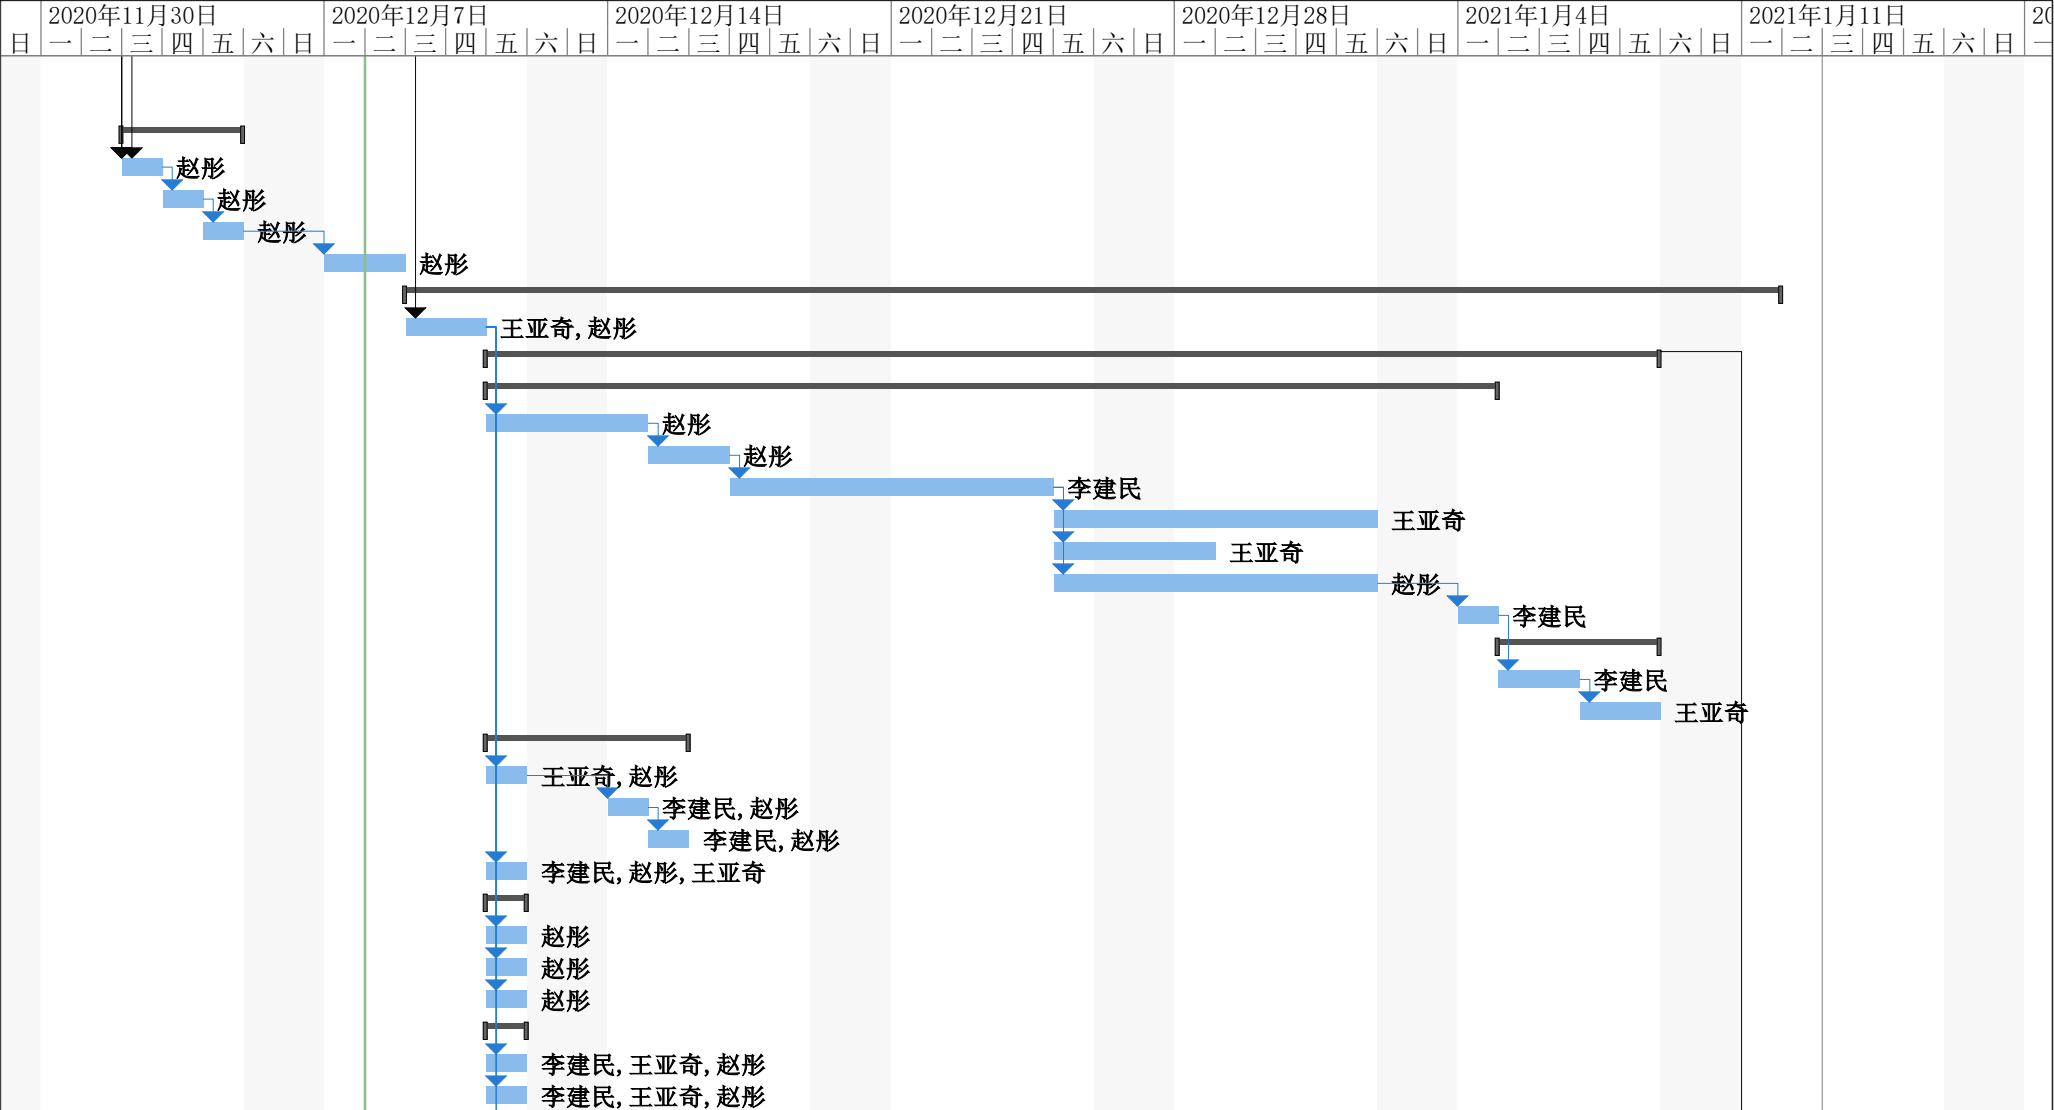 2020年11月30日 2020年12月7日 2020年12月14日 2020年12月21日 2020年12月28日 2021年1月4日 2021年1月11日 20
日 一 二 三 四 五 六 日 一 二 三 四 五 六 日 一 二 三 四 五 六 日 一 二 三 四 五 六 日 一 二 三 四 五 六 日 一 二 三 四 五 六 日 一 二 三 四 五 六 日 一
赵彤
赵彤
赵彤
赵彤
王亚奇,赵彤
赵彤
赵彤
李建民
王亚奇
王亚奇
赵彤
李建民
李建民
王亚奇
王亚奇,赵彤
李建民,赵彤
李建民,赵彤
李建民,赵彤,王亚奇
赵彤
赵彤
赵彤
李建民,王亚奇,赵彤
李建民,王亚奇,赵彤